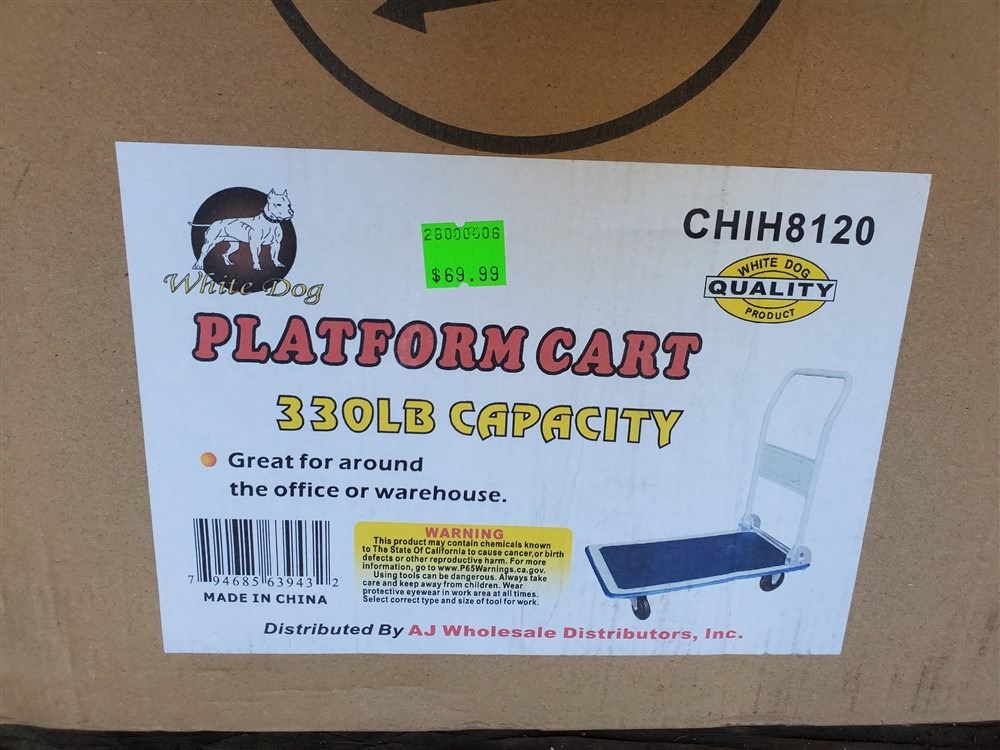 White Dog
28000006
$69.99
CHIH8120
WHITE DOG
QUALITY
PRODUCT
PLATFORM CART
330LB CAPACITY
Great for around
the office or warehouse.
7 94685 63943 2
MADE IN CHINA
WARNING
This product may contain chemicals known
to The State Of California to cause cancer,or birth
defects or other reproductive harm. For more
information, go to www.P65Warnings.ca.gov.
Using tools can be dangerous. Always take
care and keep away from children. Wear
protective eyewear in work area at all times.
Select correct type and size of tool for work.
Distributed By AJ Wholesale Distributors, Inc.